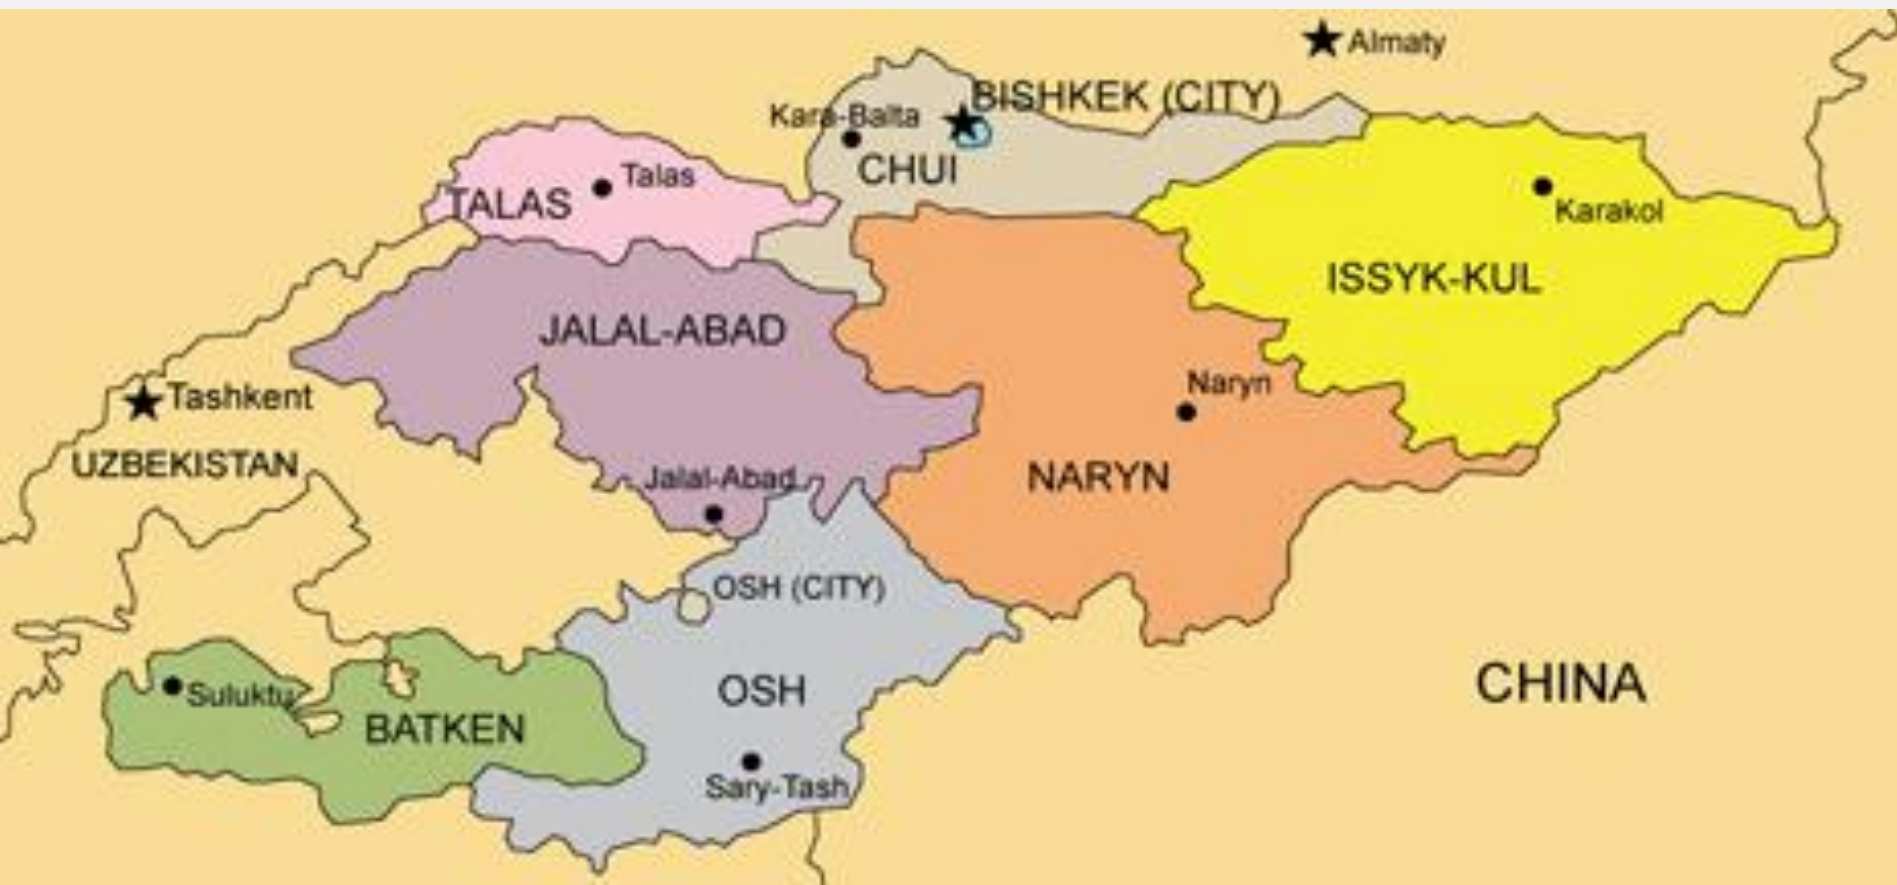 Almaty
BISHKEK (CITY)
Kara-Balta
CHUI
Talas
TALAS
Karakol
ISSYK-KUL
JALAL-ABAD
Naryn
Tashkent
UZBEKISTAN
NARYN
Jalal-Abad
OSH (CITY)
CHINA
OSH
Suluktu
BATKEN
Sary-Tash